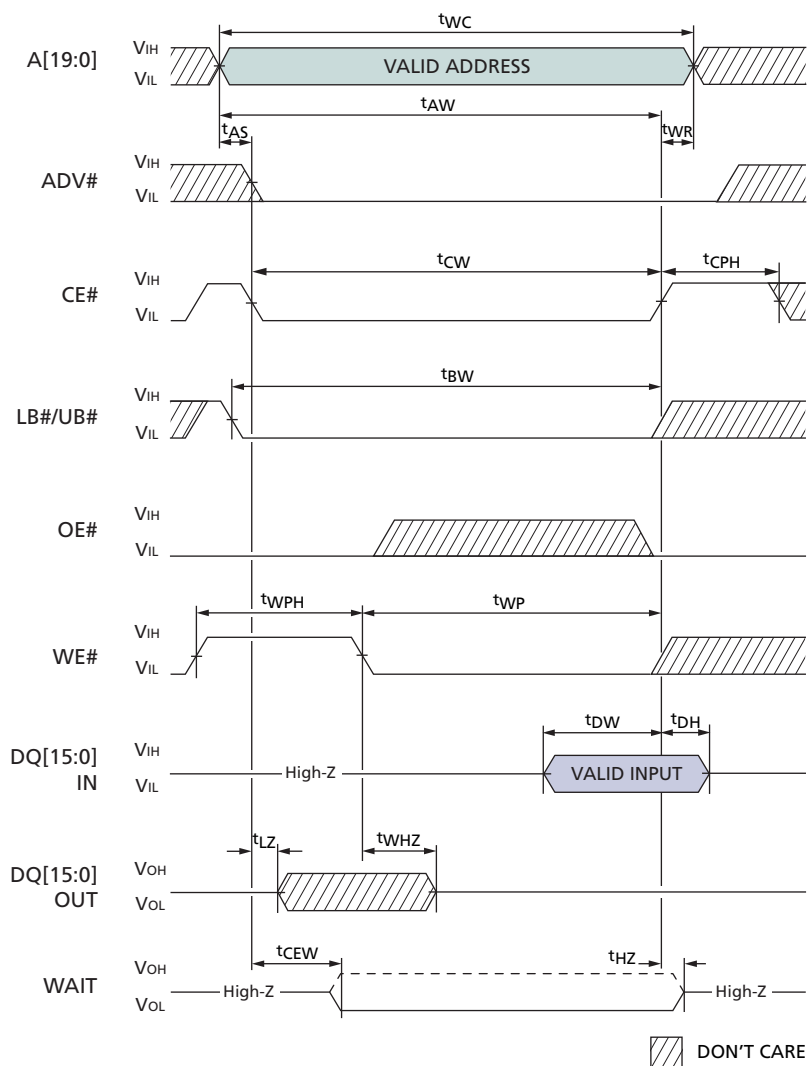 tWC
A[19:0] VIH VIL VALID ADDRESS
tAW
tAS tWR
ADV# VIH VIL
tCW tCPH
CE# VIH VIL
tBW
LB#/UB# VIH VIL
OE# VIH VIL
tWPH tWP
WE# VIH VIL
tDW tDH
DQ[15:0] IN VIH VIL High-Z VALID INPUT
tLZ tWHZ
DQ[15:0] OUT VOH VOL
tCEW tHZ
WAIT VOH VOL High-Z High-Z
DON'T CARE